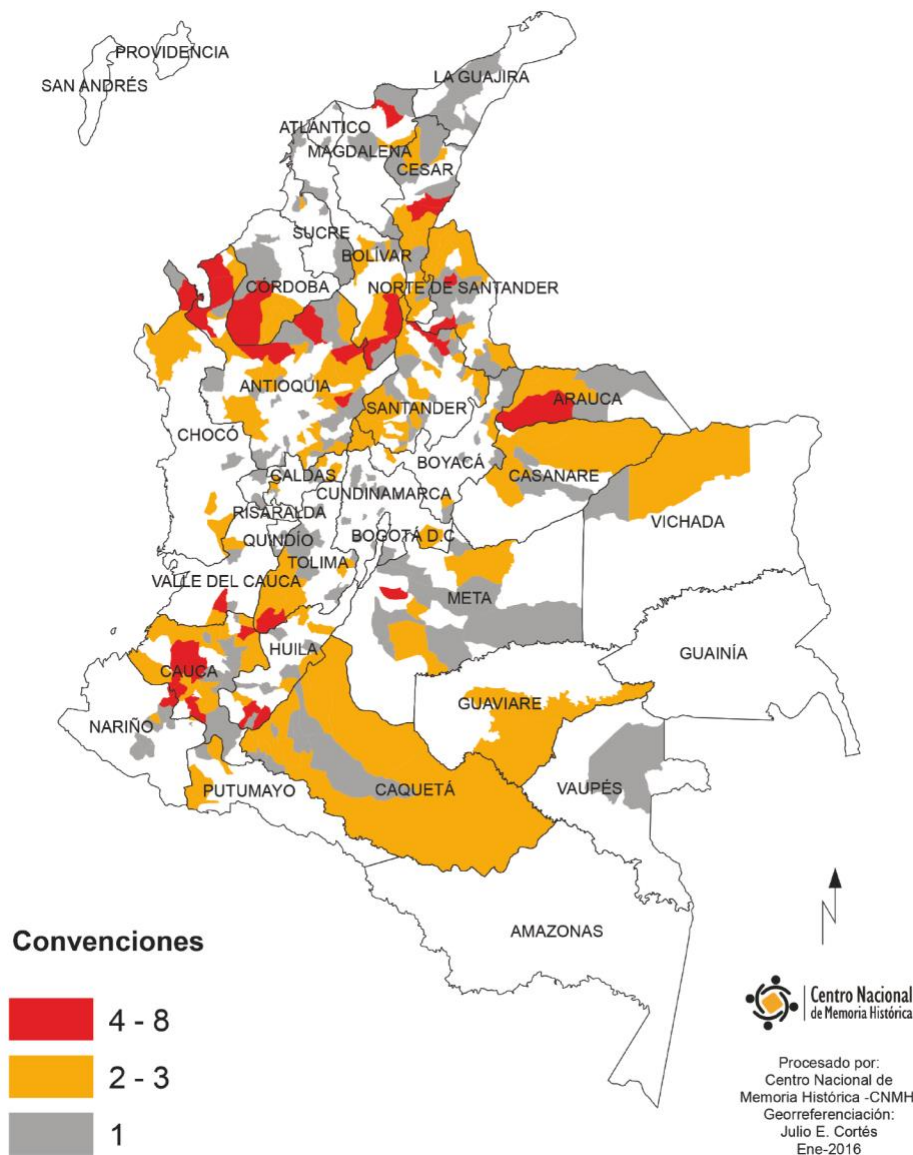 PROVIDENCIA
SAN ANDRÉS
LA GUAJIRA
ATLÁNTICO
MAGDALENA
CESAR
SUCRE
BOLÍVAR
CÓRDOBA
NORTE DE SANTANDER
ANTIOQUIA
SANTANDER
ARAUCA
CHOCÓ
BOYACÁ
CALDAS
CASANARE
CUNDINAMARCA
RISARALDA
VICHADA
QUINDÍO
BOGOTÁ D.C
TOLIMA
VALLE DEL CAUCA
META
HUILA
GUAINÍA
CAUCA
GUAVIARE
NARIÑO
PUTUMAYO
CAQUETÁ
VAUPÉS
AMAZONAS
N
Convenciones
4 - 8
2 - 3
1
Centro Nacional
de Memoria Histórica
Procesado por:
Centro Nacional de
Memoria Histórica -CNMH
Georreferenciación:
Julio E. Cortés
Ene-2016